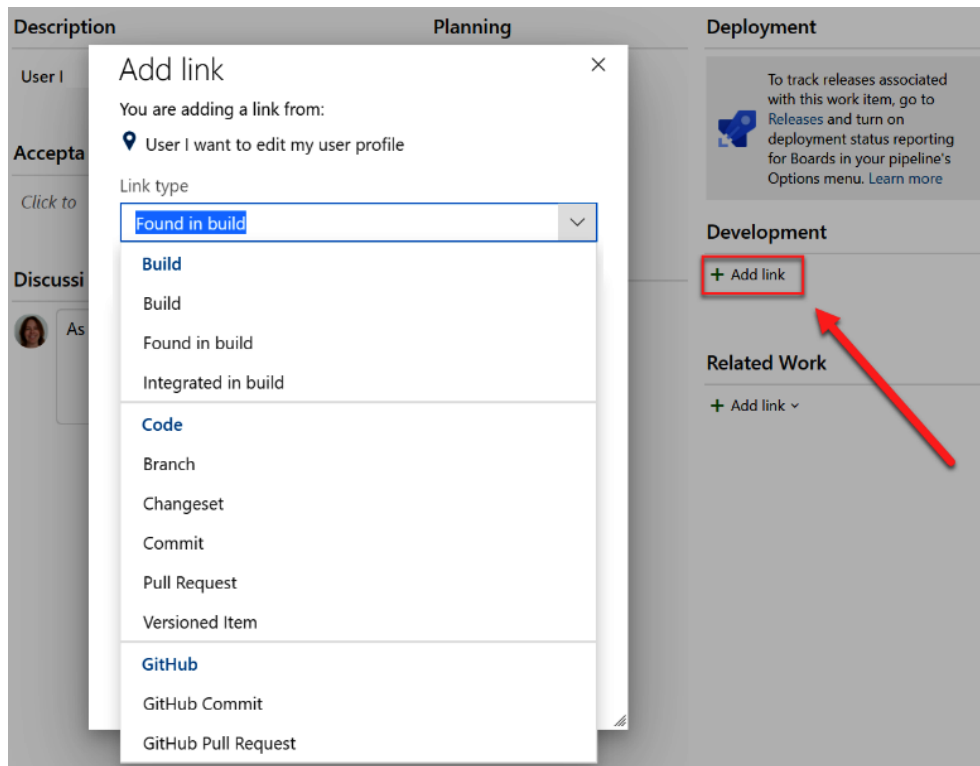 Description
Planning
Deployment
User I
Accepta
Click to
Discussi
As
Add link
You are adding a link from:
User I want to edit my user profile
Link type
Found in build
Build
Build
Found in build
Integrated in build
Code
Branch
Changeset
Commit
Pull Request
Versioned Item
GitHub
GitHub Commit
GitHub Pull Request
To track releases associated
with this work item, go to
Releases and turn on
deployment status reporting
for Boards in your pipeline's
Options menu. Learn more
Development
+ Add link
Related Work
+ Add link